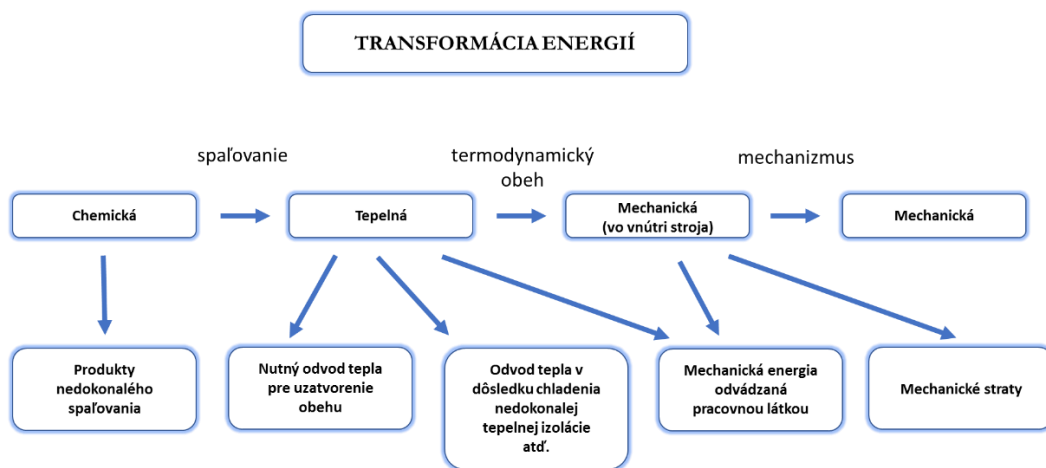 TRANSFORMÁCIA ENERGIÍ
spaľovanie
termodynamický
obeh
mechanizmus
Chemická
Tepelná
Mechanická
(vo vnútri stroja)
Mechanická
Produkty
nedokonalého
spaľovania
Nutný odvod tepla
pre uzatvorenie
obehu
Odvod tepla v
dôsledku chladenia
nedokonalej
tepelnej izolácie
atď.
Mechanická energia
odvádzaná
pracovnou látkou
Mechanické straty